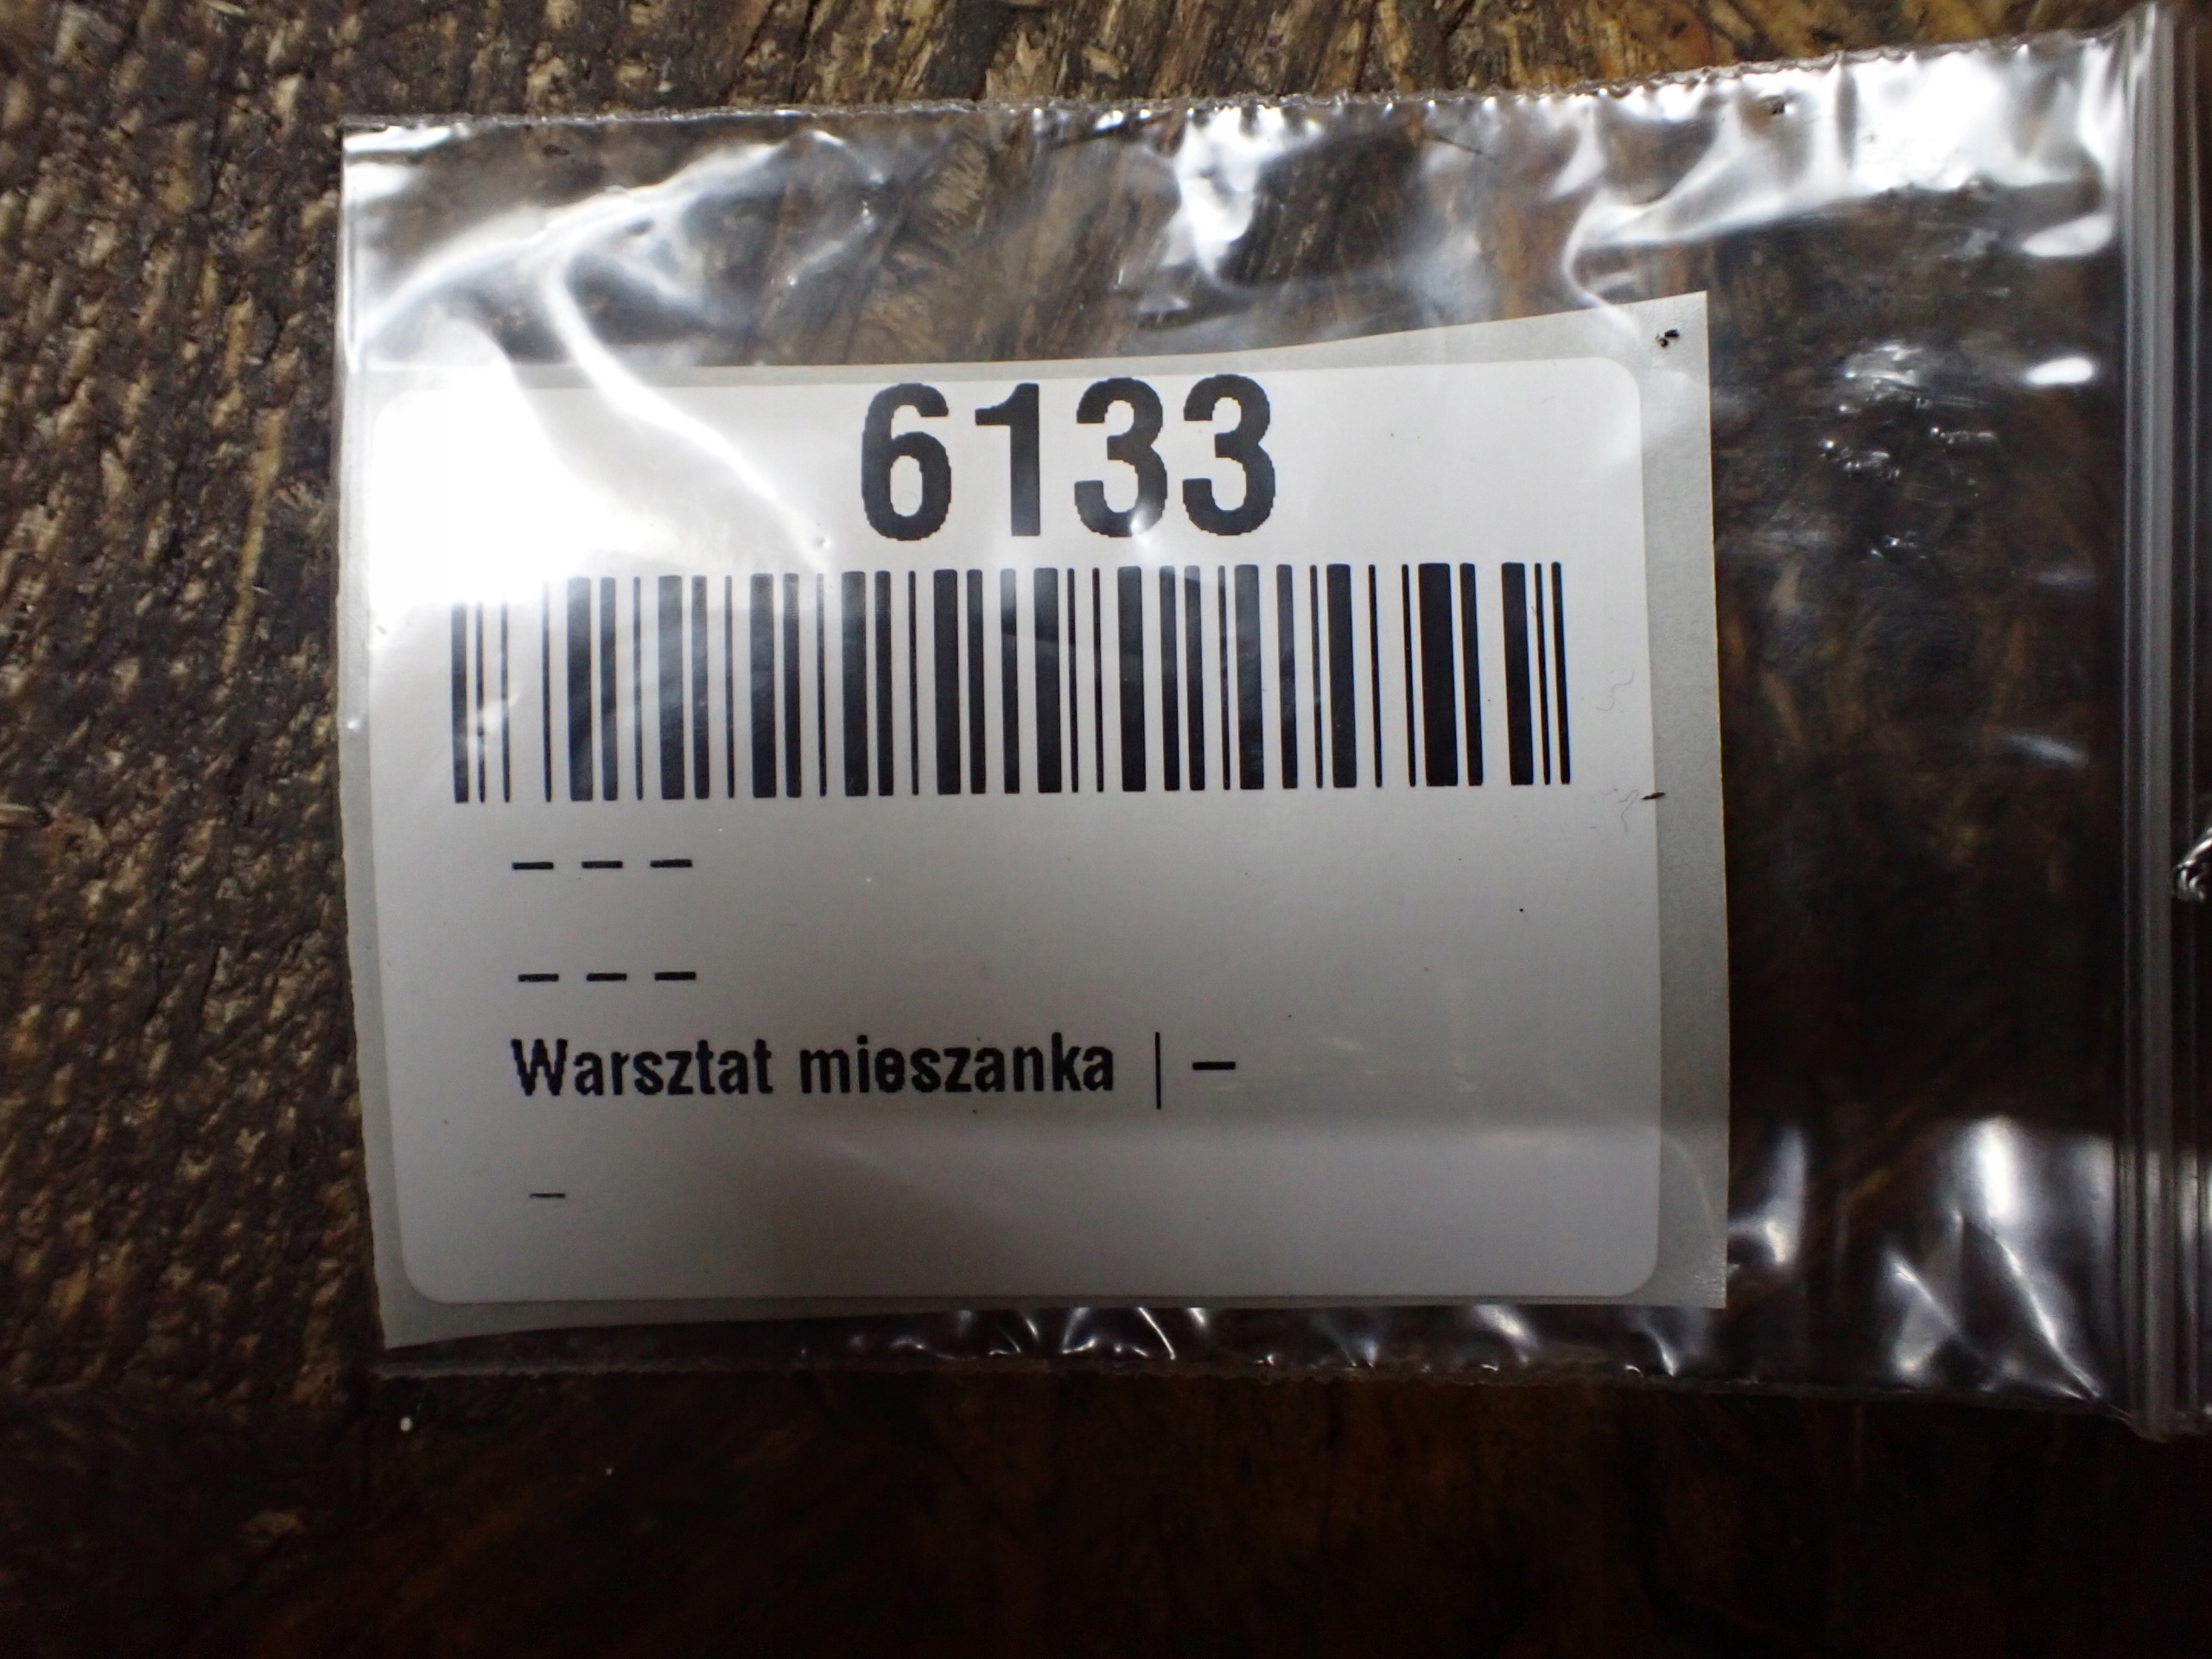 6133
– – –
– – –
Warsztat mieszanka | –
–